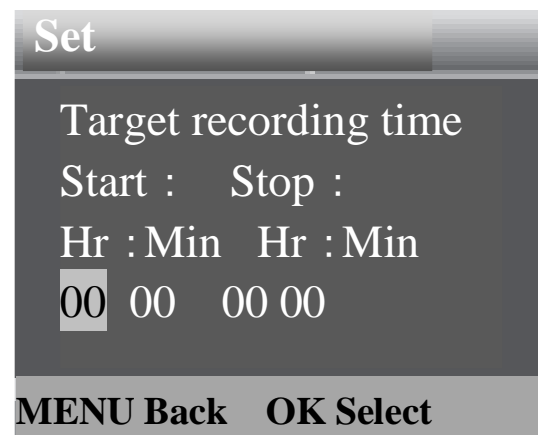 Set
Target recording time
Start : Stop :
Hr : Min Hr : Min
00 00 00 00
MENU Back OK Select